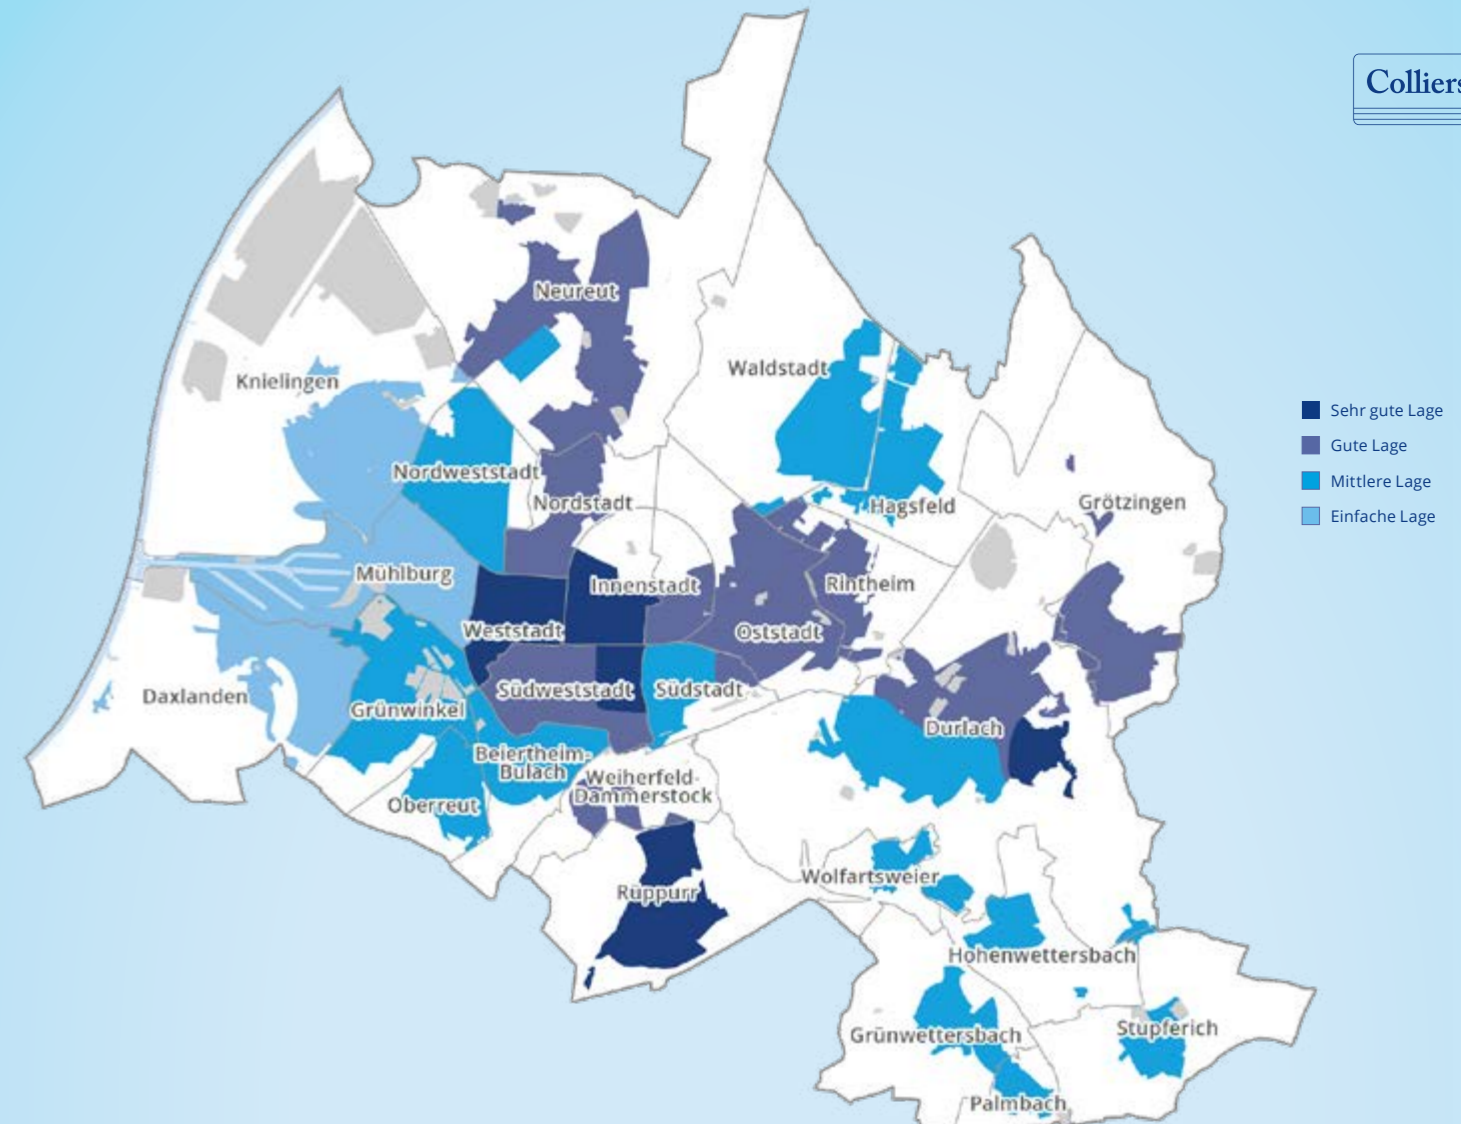 Colliers
Neureut
Waldstadt
Knielingen
Sehr gute Lage
Gute Lage
Mittlere Lage
Einfache Lage
Nordweststadt
Nordstadt
Hagsfeld
Grötzingen
Mühlburg
Innenstadt
Rintheim
Weststadt
Oststadt
Daxlanden
Südweststadt
Südstadt
Grünwinkel
Durlach
Beiertheim-
Bulach
Weiherfeld-
Dammerstock
Oberreut
Wolfartsweier
Rüppurr
Hohenwettersbach
Grünwettersbach
Stupferich
Palmbach